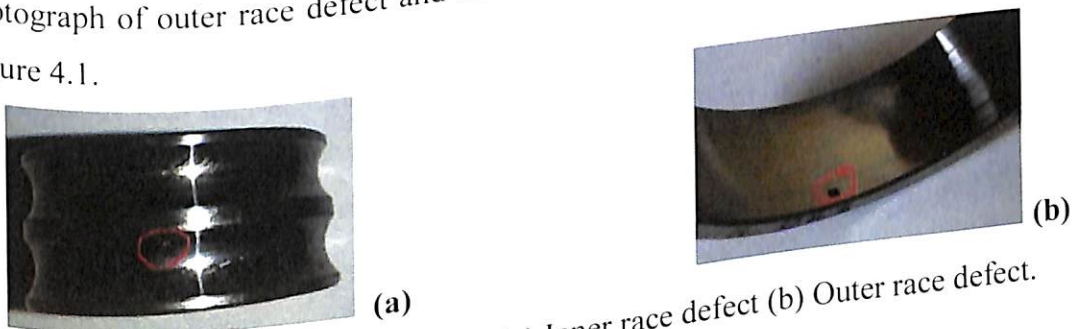 otograph of outer race defect and
ure 4.1.
(a)
(b)
Inner race defect (b) Outer race defect.